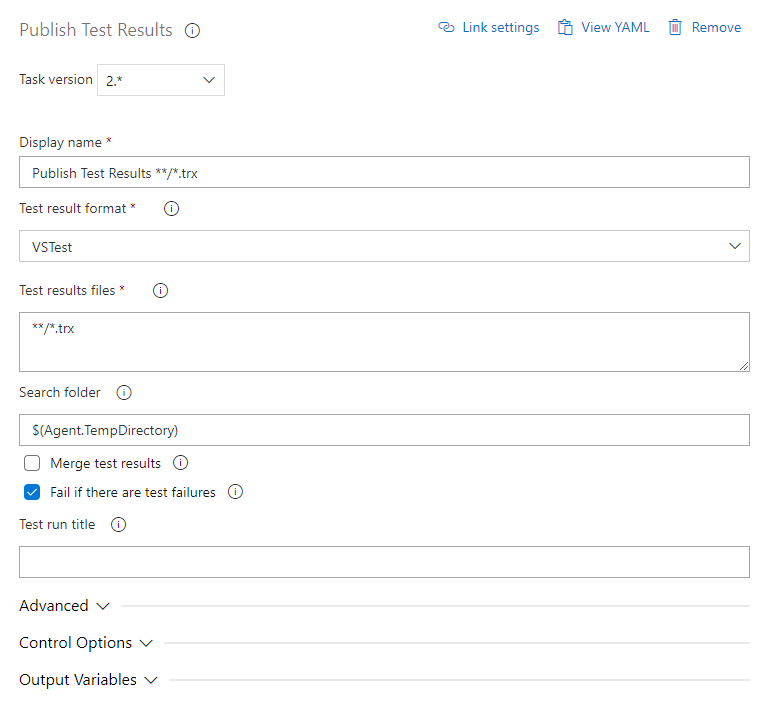 Publish Test Results
Link settings
View YAML
Remove
Task version 2.*
Display name *
Publish Test Results **/*.trx
Test result format *
VSTest
Test results files *
**/*.trx
Search folder
$(Agent.TempDirectory)
Merge test results
Fail if there are test failures
Test run title
Advanced
Control Options
Output Variables